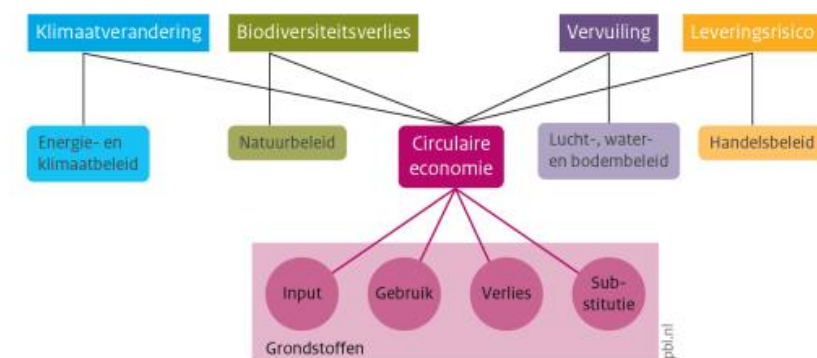 Klimaatverandering
Biodiversiteitsverlies
Vervuiling
Leveringsrisico
Energie- en
klimaatbeleid
Natuurbeleid
Circulaire
economie
Lucht-, water-
en bodembeleid
Handelsbeleid
Input
Gebruik
Verlies
Sub-
stitutie
Grondstoffen
pbl.nl